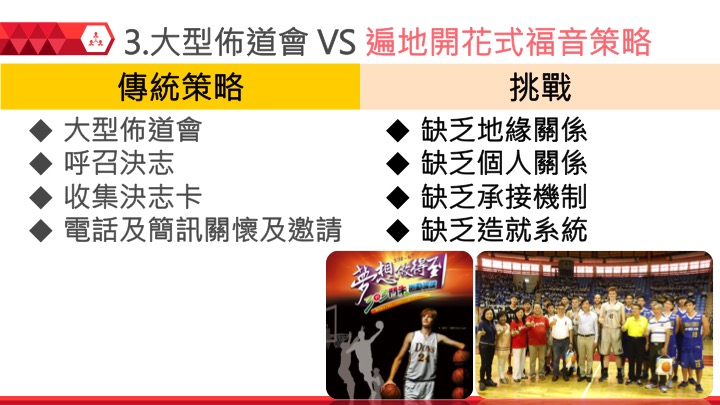 3.大型佈道會 VS 遍地開花式福音策略
傳統策略
挑戰
◆ 大型佈道會
◆ 呼召決志
◆ 收集決志卡
◆ 電話及簡訊關懷及邀請
◆ 缺乏地緣關係
◆ 缺乏個人關係
◆ 缺乏承接機制
◆ 缺乏造就系統
夢想做得到
24